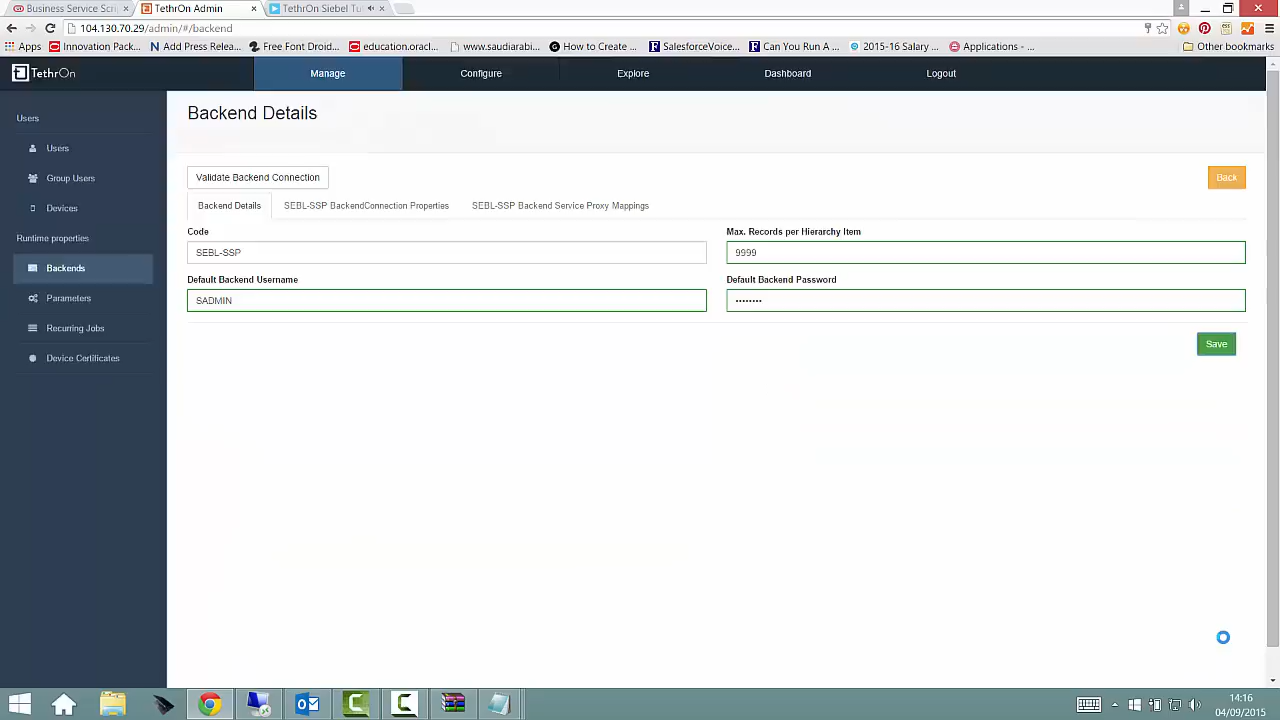 Business Service Scri
TethrOn Admin
TethrOn Siebel Tu
104.130.70.29/admin/#/backend
Apps
Innovation Pack...
Add Press Releas
Free Font Droid...
education.oracl...
www.saudiarabi...
How to Create ...
SalesforceVoice...
Can You Run A ...
2015-16 Salary ...
Applications - ...
Other bookmarks
TethrOn
Manage
Configure
Explore
Dashboard
Logout
Users
Users
Group Users
Devices
Runtime properties
Backends
Parameters
Recurring Jobs
Device Certificates
Backend Details
Validate Backend Connection
Back
Backend Details
SEBL-SSP BackendConnection Properties
SEBL-SSP Backend Service Proxy Mappings
Code
Max. Records per Hierarchy Item
SEBL-SSP
9999
Default Backend Username
Default Backend Password
SADMIN
••••••••
Save
14:16
04/09/2015